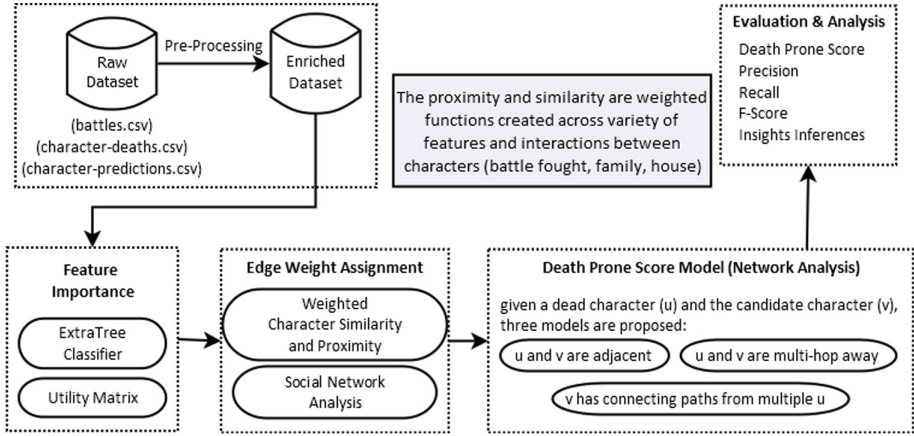 Raw
Dataset
Pre-Processing
Enriched
Dataset
(battles.csv)
(character-deaths.csv)
(character-predictions.csv)
The proximity and similarity are weighted
functions created across variety of
features and interactions between
characters (battle fought, family, house)
Evaluation & Analysis
Death Prone Score
Precision
Recall
F-Score
Insights Inferences
Feature
Importance
ExtraTree
Classifier
Utility Matrix
Edge Weight Assignment
Weighted
Character Similarity
and Proximity
Social Network
Analysis
Death Prone Score Model (Network Analysis)
given a dead character (u) and the candidate character (v),
three models are proposed:
u and v are adjacent
u and v are multi-hop away
v has connecting paths from multiple u